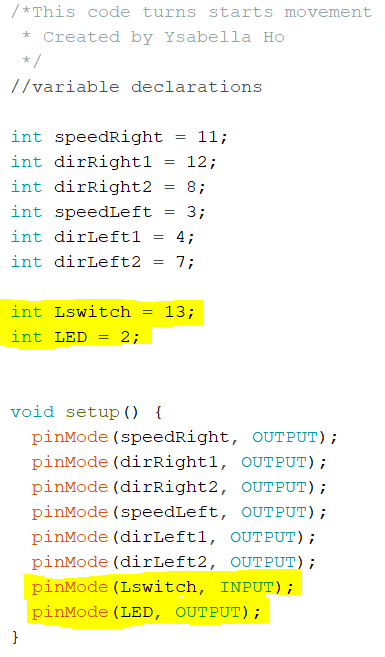 /*This code turns starts movement
* Created by Ysabella Ho
*/
//variable declarations
int speedRight = 11;
int dirRight1 = 12;
int dirRight2 = 8;
int speedLeft = 3;
int dirLeft1 = 4;
int dirLeft2 = 7;
int Lswitch = 13;
int LED = 2;
void setup() {
pinMode(speedRight, OUTPUT);
pinMode(dirRight1, OUTPUT);
pinMode(dirRight2, OUTPUT);
pinMode(speedLeft, OUTPUT);
pinMode(dirLeft1, OUTPUT);
pinMode(dirLeft2, OUTPUT);
pinMode(Lswitch, INPUT);
pinMode(LED, OUTPUT);
}